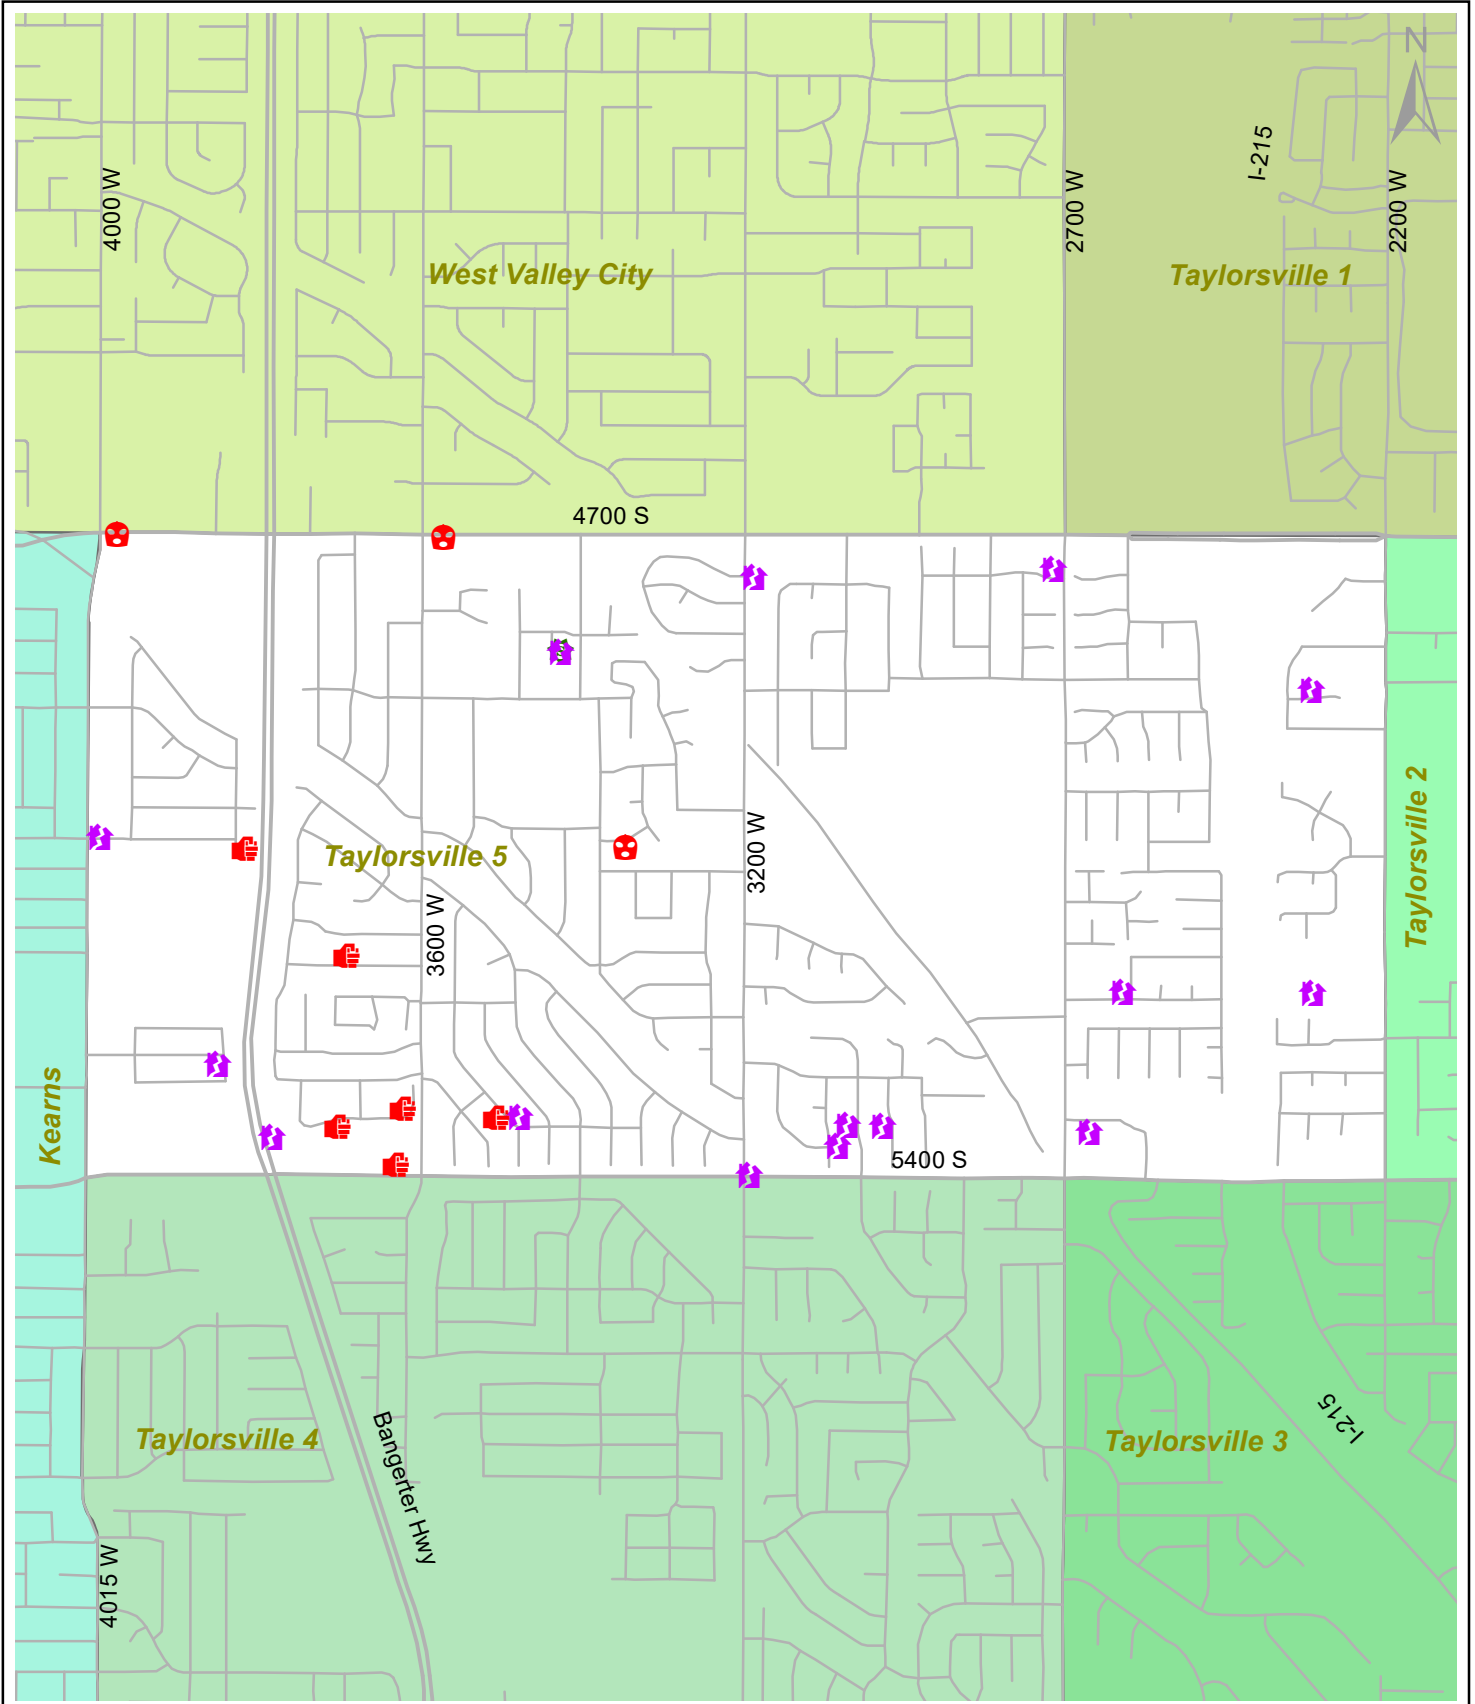 N
I-215
4000 W
2700 W
2200 W
West Valley City
Taylorsville 1
4700 S
Taylorsville 2
3200 W
Taylorsville 5
3600 W
Kearns
5400 S
Taylorsville 4
Bangerter Hwy
Taylorsville 3
I-215
4015 W